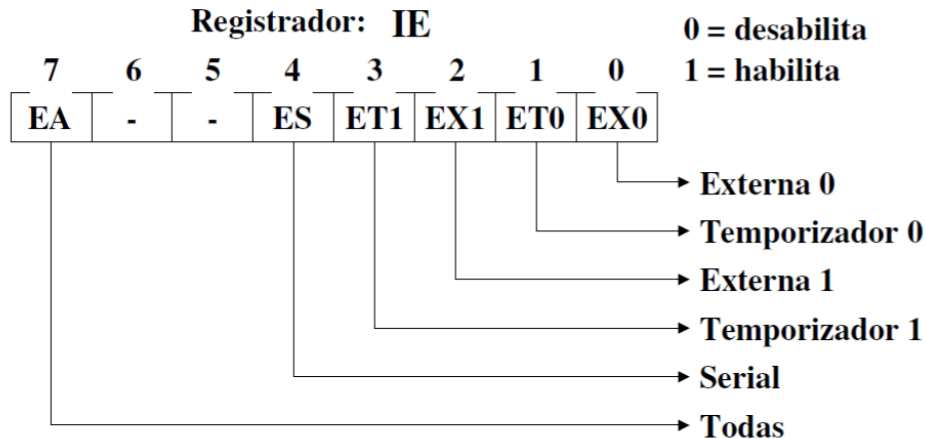 Registrador: IE
0 = desabilita
1 = habilita
7 6 5 4 3 2 1 0
EA - - ES ET1 EX1 ET0 EX0
Externa 0
Temporizador 0
Externa 1
Temporizador 1
Serial
Todas